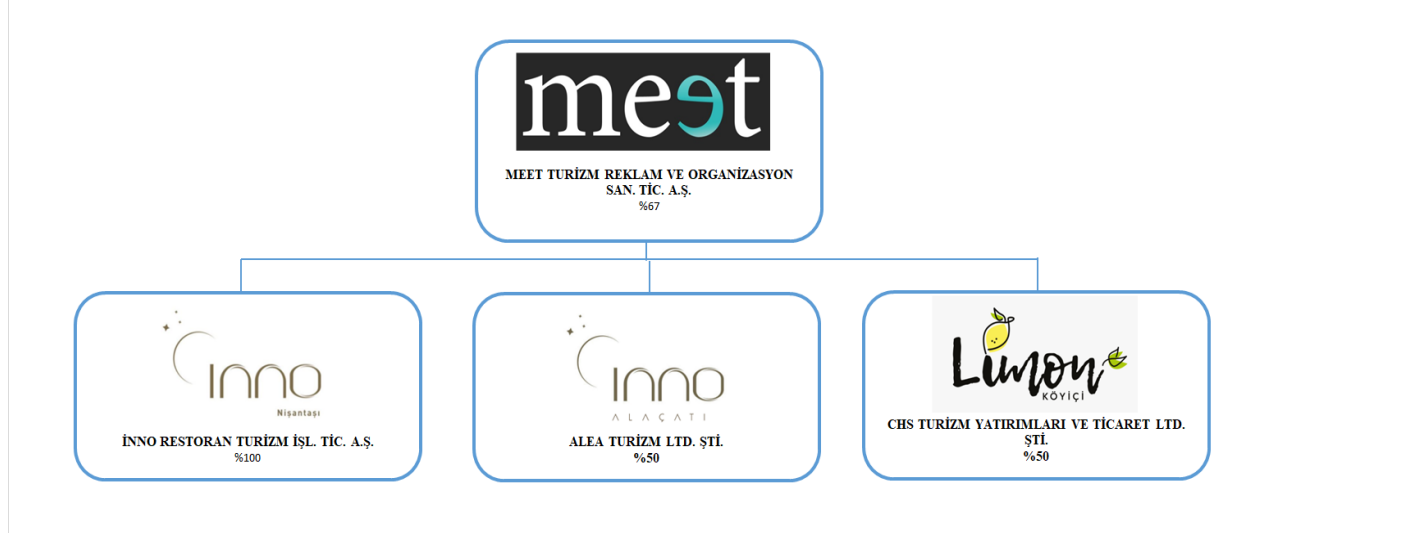 meet
MEET TURİZM REKLAM VE ORGANİZASYON
SAN. TİC. A.Ş.
%67
inno
Nişantaşı
İNNO RESTORAN TURİZM İŞL. TİC. A.Ş.
%100
inno
ALAÇATI
ALEA TURİZM LTD. ŞTİ.
%50
Limon
KÖYİÇİ
CHS TURİZM YATIRIMLARI VE TİCARET LTD.
ŞTİ.
%50